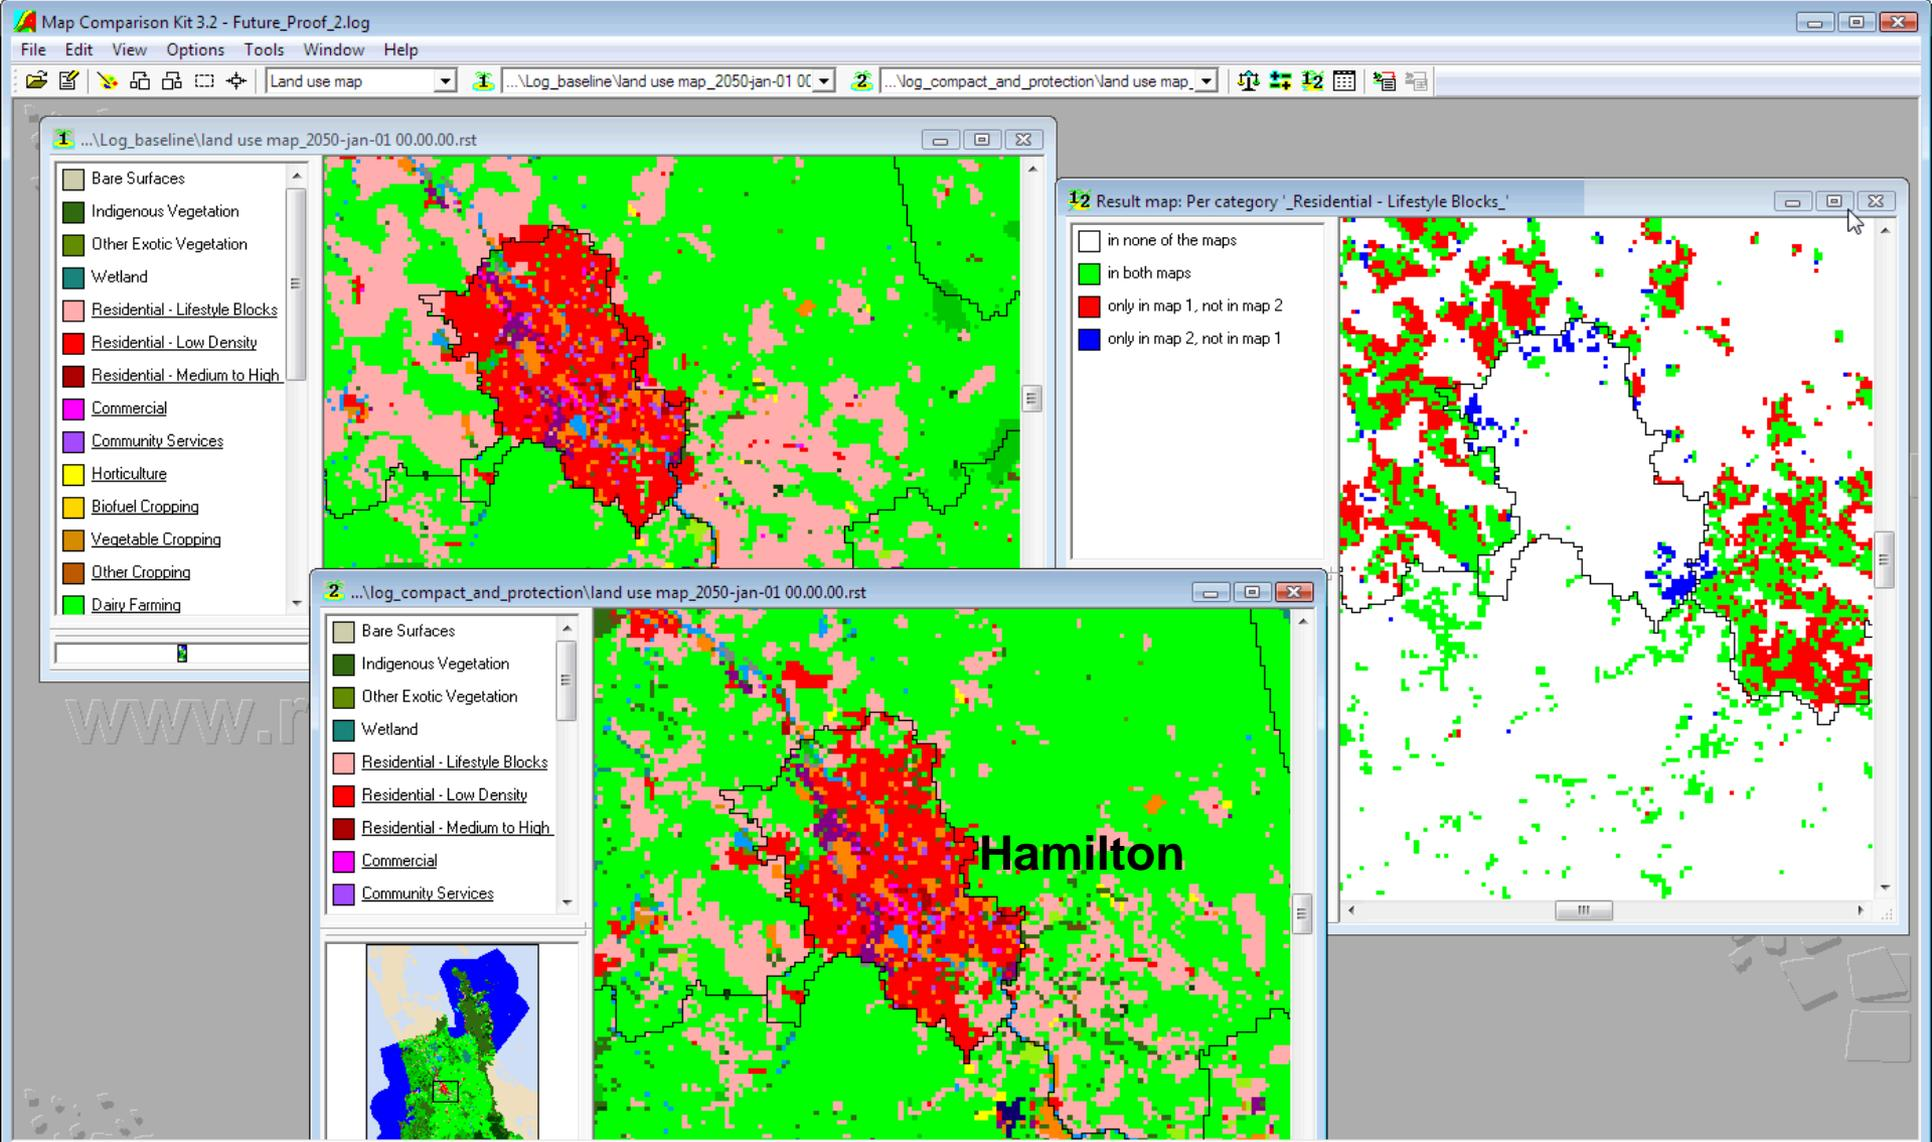 Map Comparison Kit 3.2 - Future_Proof_2.log
File Edit View Options Tools Window Help
Land use map
1
...\Log_baseline\land use map_2050-jan-01 00
2
...\log_compact_and_protection\land use map_
12
1 ...\Log_baseline\land use map_2050-jan-01 00.00.00.rst
Bare Surfaces
Indigenous Vegetation
Other Exotic Vegetation
Wetland
Residential - Lifestyle Blocks
Residential - Low Density
Residential - Medium to High
Commercial
Community Services
Horticulture
Biofuel Cropping
Vegetable Cropping
Other Cropping
Dairy Farming
12 Result map: Per category '_Residential - Lifestyle Blocks_'
in none of the maps
in both maps
only in map 1, not in map 2
only in map 2, not in map 1
www.r
2 ...\log_compact_and_protection\land use map_2050-jan-01 00.00.00.rst
Bare Surfaces
Indigenous Vegetation
Other Exotic Vegetation
Wetland
Residential - Lifestyle Blocks
Residential - Low Density
Residential - Medium to High
Commercial
Community Services
Hamilton